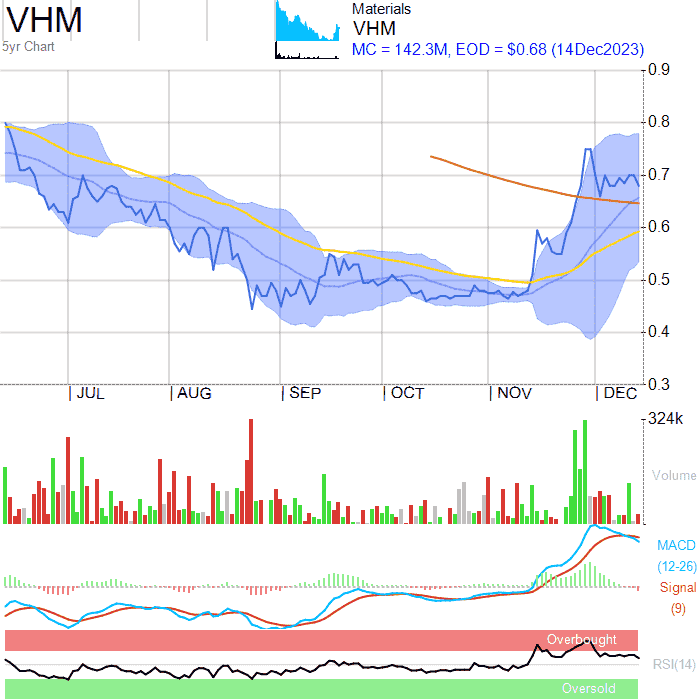 VHM
5yr Chart
Materials
VHM
MC = 142.3M, EOD = $0.68 (14Dec2023)
0.9
0.8
0.7
0.6
0.5
0.4
0.3
JUL AUG SEP OCT NOV DEC
324k
Volume
MACD
(12-26)
Signal
(9)
Overbought
RSI(14)
Oversold